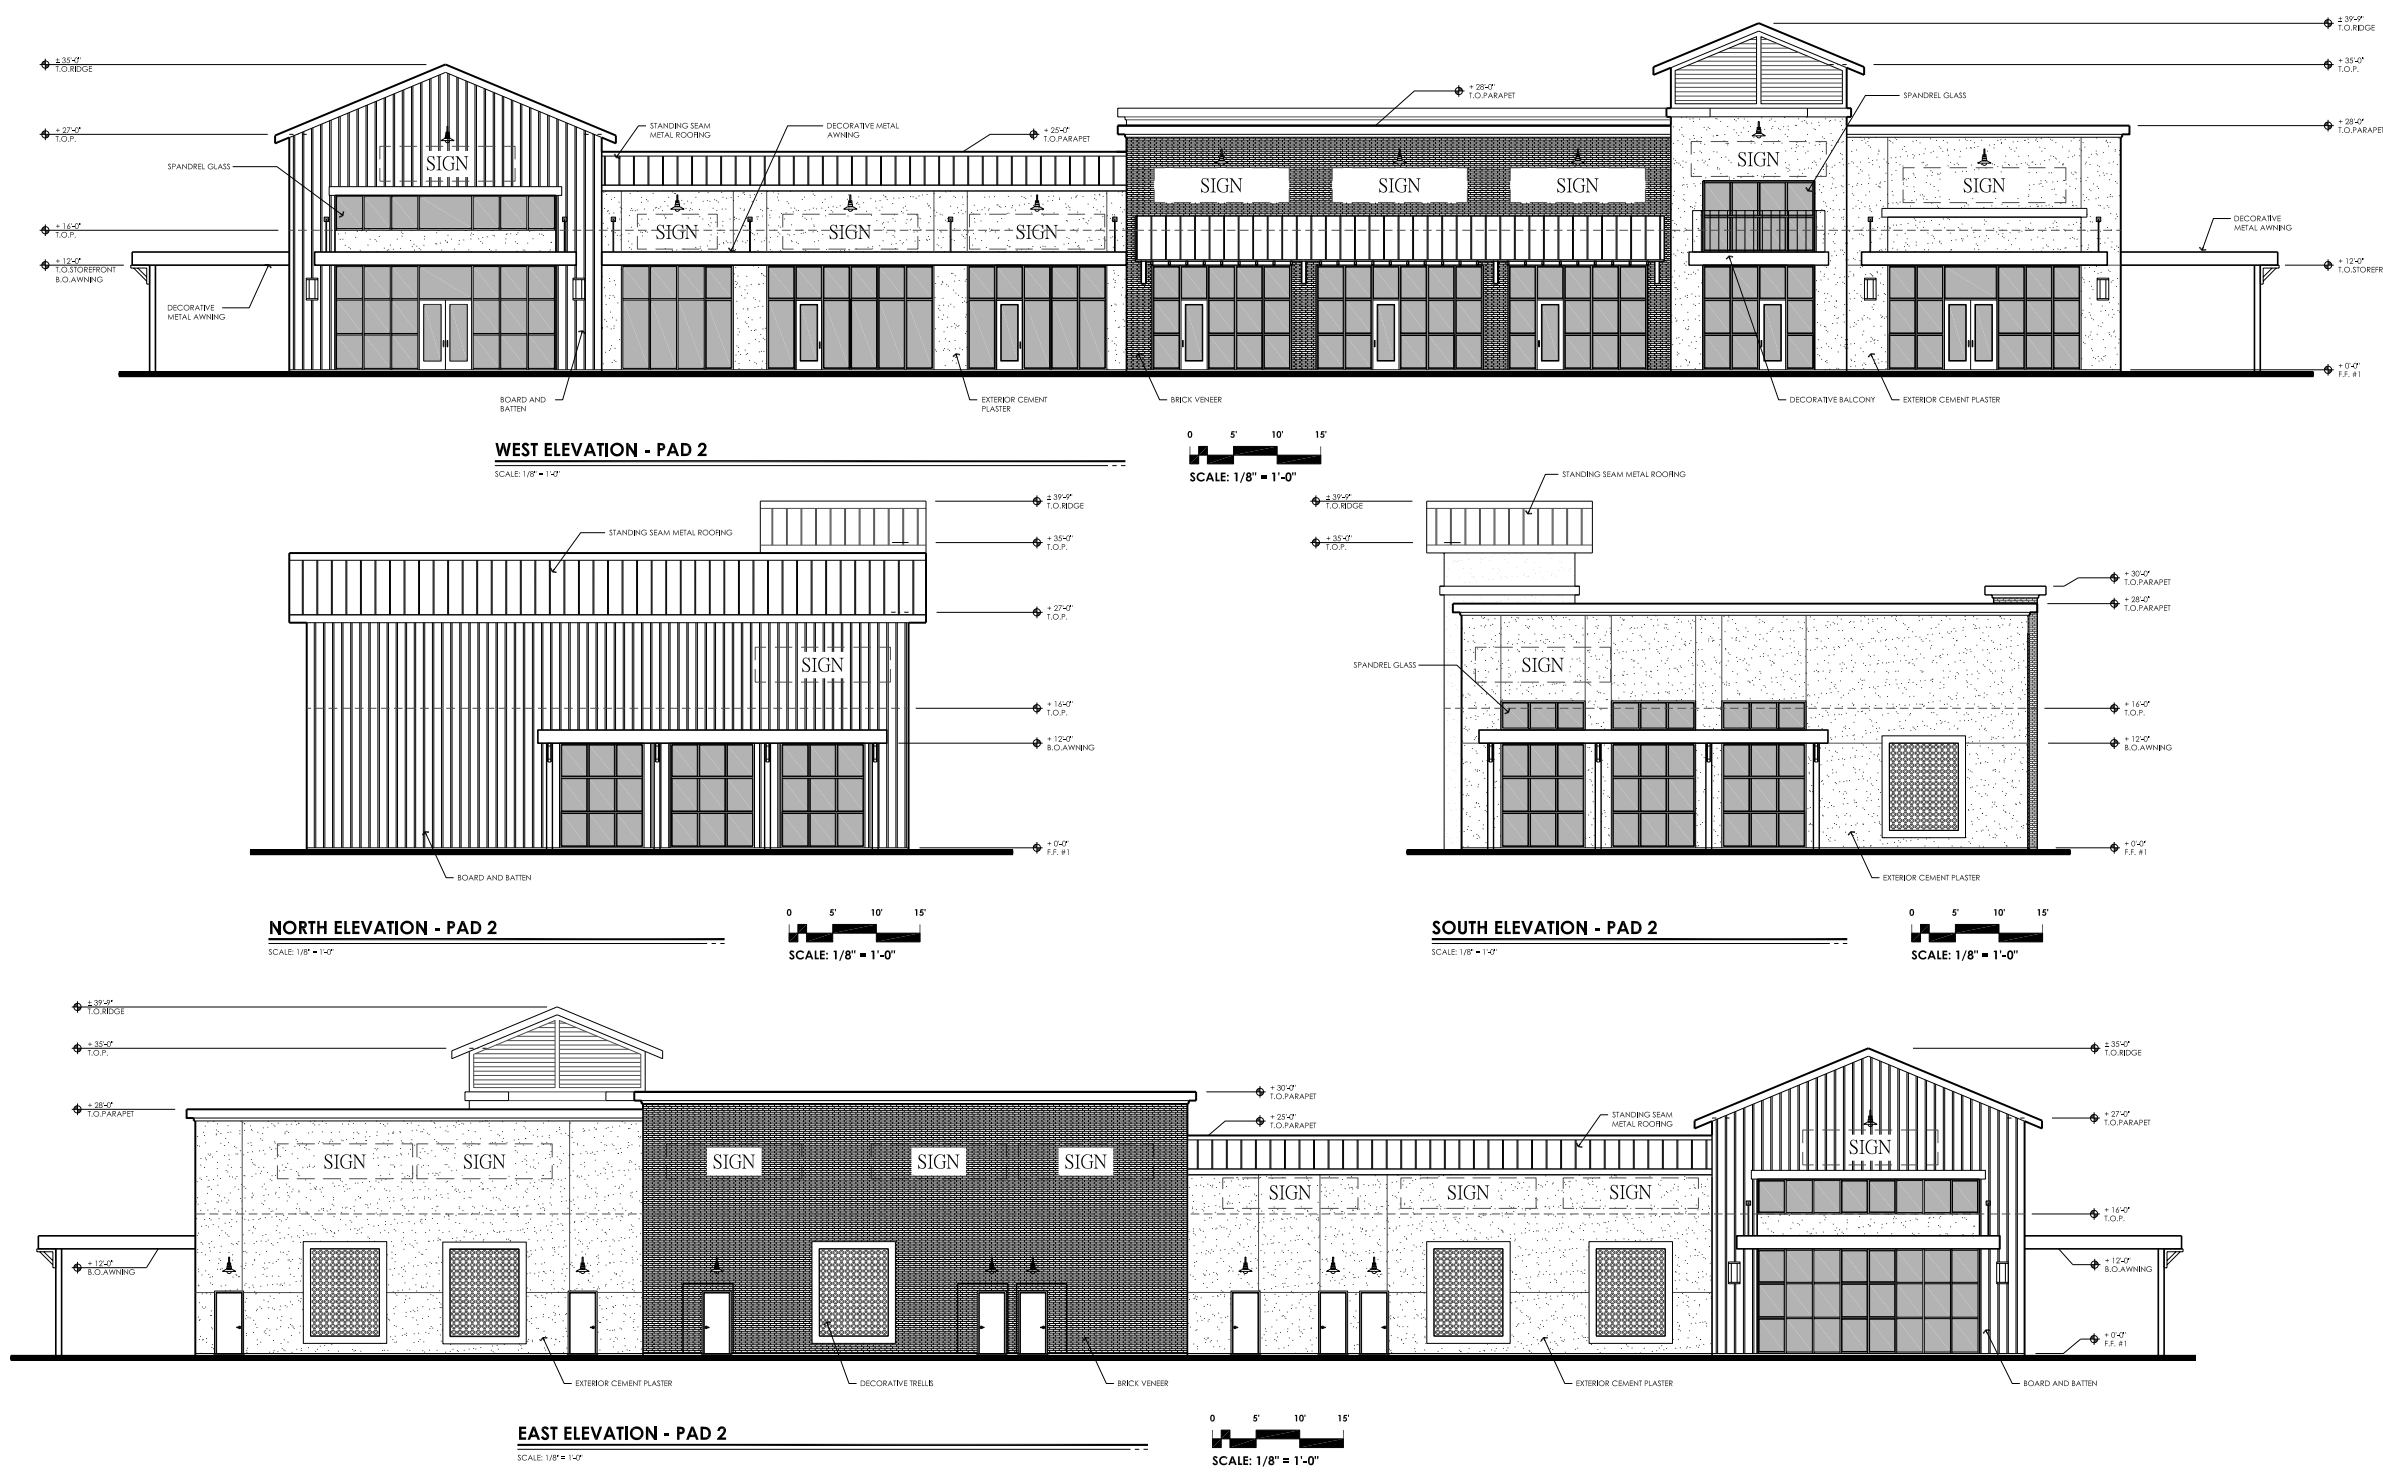 ± 39'-9"
T.O.RIDGE
± 35'-0"
T.O.RIDGE
+ 35'-0"
T.O.P.
+ 28'-0"
T.O.PARAPET
SPANDREL GLASS
STANDING SEAM
METAL ROOFING
DECORATIVE METAL
AWNING
+ 25'-0"
T.O.PARAPET
+ 28'-0"
T.O.PARAPET
+ 27'-0"
T.O.P.
SPANDREL GLASS
SIGN
SIGN
SIGN
SIGN
SIGN
SIGN
SIGN
SIGN
SIGN
+ 16'-0"
T.O.P.
DECORATIVE
METAL AWNING
+ 12'-0"
T.O.STOREFRONT
B.O.AWNING
+ 12'-0"
T.O.STOREFR
DECORATIVE
METAL AWNING
+ 0'-0"
F.F. #1
BOARD AND
BATTEN
EXTERIOR CEMENT
PLASTER
BRICK VENEER
DECORATIVE BALCONY
EXTERIOR CEMENT PLASTER
WEST ELEVATION - PAD 2
SCALE: 1/8" = 1'-0"
0 5' 10' 15'
SCALE: 1/8" = 1'-0"
STANDING SEAM METAL ROOFING
± 39'-9"
T.O.RIDGE
+ 35'-0"
T.O.P.
+ 27'-0"
T.O.P.
SIGN
+ 16'-0"
T.O.P.
+ 12'-0"
B.O.AWNING
+ 0'-0"
F.F. #1
BOARD AND BATTEN
NORTH ELEVATION - PAD 2
SCALE: 1/8" = 1'-0"
0 5' 10' 15'
SCALE: 1/8" = 1'-0"
STANDING SEAM METAL ROOFING
± 39'-9"
T.O.RIDGE
+ 35'-0"
T.O.P.
+ 30'-0"
T.O.PARAPET
+ 28'-0"
T.O.PARAPET
SPANDREL GLASS
SIGN
+ 16'-0"
T.O.P.
+ 12'-0"
B.O.AWNING
+ 0'-0"
F.F. #1
EXTERIOR CEMENT PLASTER
SOUTH ELEVATION - PAD 2
SCALE: 1/8" = 1'-0"
0 5' 10' 15'
SCALE: 1/8" = 1'-0"
± 39'-9"
T.O.RIDGE
+ 35'-0"
T.O.P.
± 35'-0"
T.O.RIDGE
+ 28'-0"
T.O.PARAPET
+ 30'-0"
T.O.PARAPET
+ 25'-0"
T.O.PARAPET
STANDING SEAM
METAL ROOFING
+ 27'-0"
T.O.PARAPET
SIGN
SIGN
SIGN
SIGN
SIGN
SIGN
SIGN
SIGN
SIGN
+ 16'-0"
T.O.P.
+ 12'-0"
B.O.AWNING
+ 12'-0"
B.O.AWNING
+ 0'-0"
F.F. #1
EXTERIOR CEMENT PLASTER
DECORATIVE TRELLIS
BRICK VENEER
EXTERIOR CEMENT PLASTER
BOARD AND BATTEN
EAST ELEVATION - PAD 2
SCALE: 1/8" = 1'-0"
0 5' 10' 15'
SCALE: 1/8" = 1'-0"